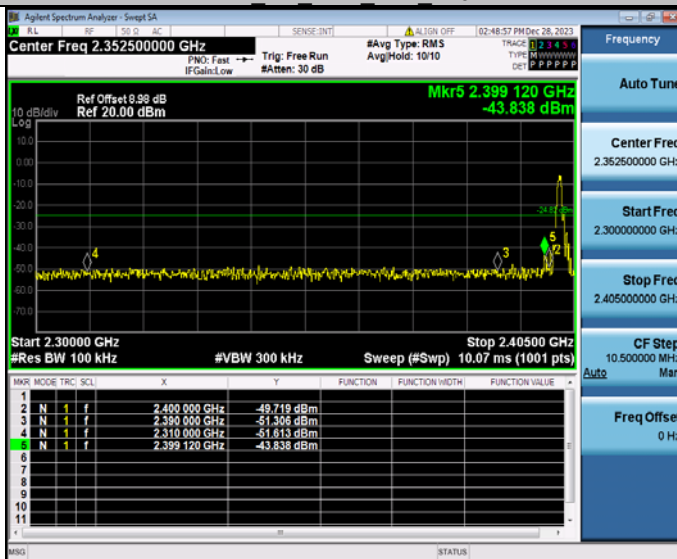 Agilent Spectrum Analyzer - Swept SA
RL RF 50 Ω AC SENSE:INT ALIGN OFF 02:48:57 PM Dec 28, 2023
Center Freq 2.352500000 GHz
PNO: Fast
IFGain:Low
Trig: Free Run
#Atten: 30 dB
#Avg Type: RMS
Avg|Hold: 10/10
TRACE 1 2 3 4 5 6
TYPE M W W W W W
DET P P P P P P
Frequency
Mkr5 2.399 120 GHz
-43.838 dBm
Ref Offset 8.98 dB
Ref 20.00 dBm
10 dB/div
Log
10.0
0.00
-10.0
-20.0
-30.0
-40.0
-50.0
-60.0
-70.0
4
3
5
2
Start 2.30000 GHz
Stop 2.40500 GHz
#Res BW 100 kHz
#VBW 300 kHz
Sweep (#Swp) 10.07 ms (1001 pts)
MKR MODE TRC SCL X Y FUNCTION FUNCTION WIDTH FUNCTION VALUE
1
2 N 1 f 2.400 000 GHz -49.719 dBm
3 N 1 f 2.390 000 GHz -51.306 dBm
4 N 1 f 2.310 000 GHz -51.613 dBm
5 N 1 f 2.399 120 GHz -43.838 dBm
6
7
8
9
10
11
MSG
STATUS
Auto Tune
Center Freq
2.352500000 GHz
Start Freq
2.300000000 GHz
Stop Freq
2.405000000 GHz
CF Step
10.500000 MHz
Auto Man
Freq Offset
0 Hz